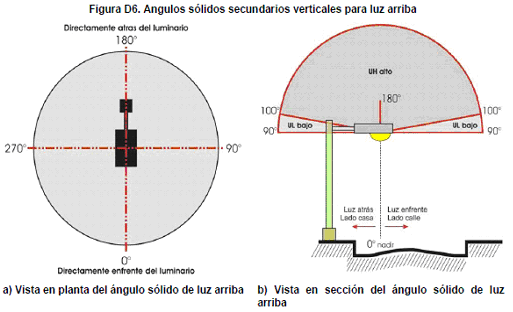 Figura D6. Angulos sólidos secundarios verticales para luz arriba
Directamente atras del luminario
180°
270°
90°
0°
Directamente enfrente del luminario
UH alto
180°
100°
100°
90°
UL bajo
UL bajo
90°
Luz atrás
Lado casa
Luz enfrente
Lado calle
0° nadir
a) Vista en planta del ángulo sólido de luz arriba
b) Vista en sección del ángulo sólido de luz
arriba